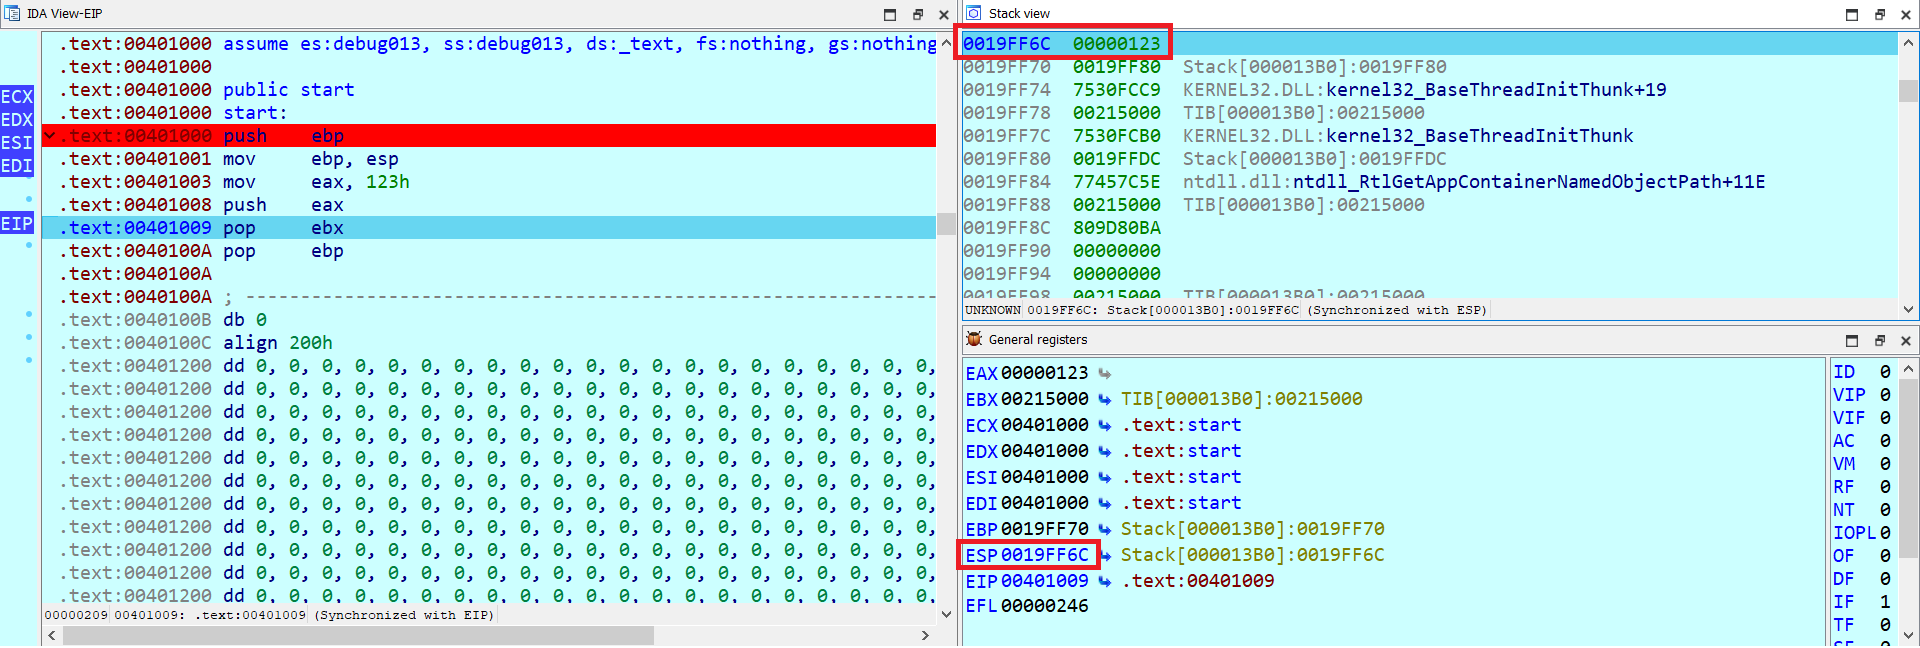 IDA View-EIP
.text:00401000 assume es:debug013, ss:debug013, ds:_text, fs:nothing, gs:nothing
.text:00401000
.text:00401000 public start
.text:00401000 start:
.text:00401000 push ebp
.text:00401001 mov ebp, esp
.text:00401003 mov eax, 123h
.text:00401008 push eax
.text:00401009 pop ebx
.text:0040100A pop ebp
.text:0040100A
.text:0040100A ; ---------------------------------------------------------------
.text:0040100B db 0
.text:0040100C align 200h
.text:00401200 dd 0, 0, 0, 0, 0, 0, 0, 0, 0, 0, 0, 0, 0, 0, 0, 0, 0, 0, 0, 0, 0,
.text:00401200 dd 0, 0, 0, 0, 0, 0, 0, 0, 0, 0, 0, 0, 0, 0, 0, 0, 0, 0, 0, 0, 0,
.text:00401200 dd 0, 0, 0, 0, 0, 0, 0, 0, 0, 0, 0, 0, 0, 0, 0, 0, 0, 0, 0, 0, 0,
.text:00401200 dd 0, 0, 0, 0, 0, 0, 0, 0, 0, 0, 0, 0, 0, 0, 0, 0, 0, 0, 0, 0, 0,
.text:00401200 dd 0, 0, 0, 0, 0, 0, 0, 0, 0, 0, 0, 0, 0, 0, 0, 0, 0, 0, 0, 0, 0,
.text:00401200 dd 0, 0, 0, 0, 0, 0, 0, 0, 0, 0, 0, 0, 0, 0, 0, 0, 0, 0, 0, 0, 0,
.text:00401200 dd 0, 0, 0, 0, 0, 0, 0, 0, 0, 0, 0, 0, 0, 0, 0, 0, 0, 0, 0, 0, 0,
.text:00401200 dd 0, 0, 0, 0, 0, 0, 0, 0, 0, 0, 0, 0, 0, 0, 0, 0, 0, 0, 0, 0, 0,
.text:00401200 dd 0, 0, 0, 0, 0, 0, 0, 0, 0, 0, 0, 0, 0, 0, 0, 0, 0, 0, 0, 0, 0,
.text:00401200 dd 0, 0, 0, 0, 0, 0, 0, 0, 0, 0, 0, 0, 0, 0, 0, 0, 0, 0, 0, 0, 0,
.text:00401200 dd 0, 0, 0, 0, 0, 0, 0, 0, 0, 0, 0, 0, 0, 0, 0, 0, 0, 0, 0, 0, 0,
00000209 00401009: .text:00401009 (Synchronized with EIP)
ECX
EDX
ESI
EDI
EIP
Stack view
0019FF6C 00000123
0019FF70 0019FF80 Stack[000013B0]:0019FF80
0019FF74 7530FCC9 KERNEL32.DLL:kernel32_BaseThreadInitThunk+19
0019FF78 00215000 TIB[000013B0]:00215000
0019FF7C 7530FCB0 KERNEL32.DLL:kernel32_BaseThreadInitThunk
0019FF80 0019FFDC Stack[000013B0]:0019FFDC
0019FF84 77457C5E ntdll.dll:ntdll_RtlGetAppContainerNamedObjectPath+11E
0019FF88 00215000 TIB[000013B0]:00215000
0019FF8C 809D80BA
0019FF90 00000000
0019FF94 00000000
0019FF98 00215000 TIB[000013B0]:00215000
UNKNOWN 0019FF6C: Stack[000013B0]:0019FF6C (Synchronized with ESP)
General registers
EAX 00000123
EBX 00215000 TIB[000013B0]:00215000
ECX 00401000 .text:start
EDX 00401000 .text:start
ESI 00401000 .text:start
EDI 00401000 .text:start
EBP 0019FF70 Stack[000013B0]:0019FF70
ESP 0019FF6C Stack[000013B0]:0019FF6C
EIP 00401009 .text:00401009
EFL 00000246
ID 0
VIP 0
VIF 0
AC 0
VM 0
RF 0
NT 0
IOPL 0
OF 0
DF 0
IF 1
TF 0